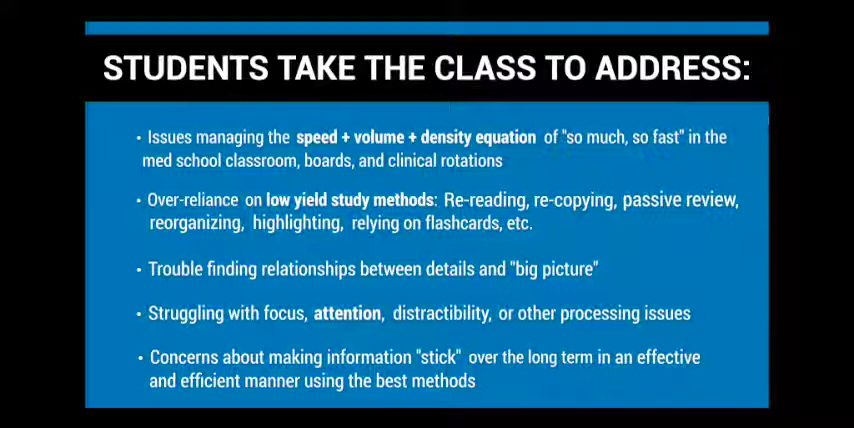 STUDENTS TAKE THE CLASS TO ADDRESS:
• Issues managing the speed + volume + density equation of "so much, so fast" in the
med school classroom, boards, and clinical rotations
• Over-reliance on low yield study methods: Re-reading, re-copying, passive review,
reorganizing, highlighting, relying on flashcards, etc.
• Trouble finding relationships between details and "big picture"
• Struggling with focus, attention, distractibility, or other processing issues
• Concerns about making information "stick" over the long term in an effective
and efficient manner using the best methods